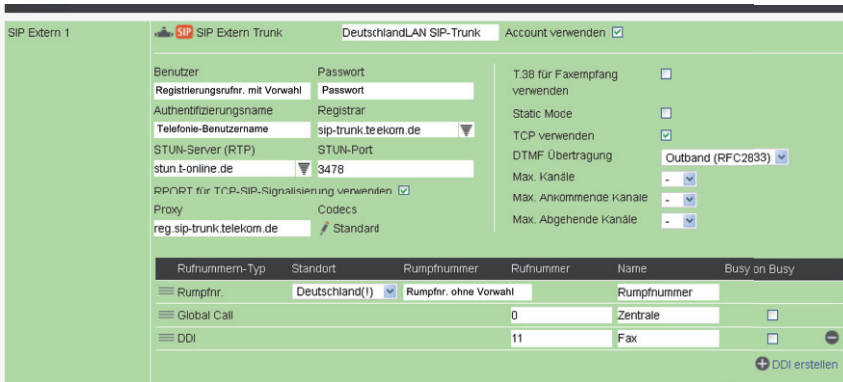 SIP Extern 1
SIP SIP Extern Trunk DeutschlandLAN SIP-Trunk Account verwenden
Benutzer Passwort
Registrierungsrufnr. mit Vorwahl Passwort
Authentifizierungsname Registrar
Telefonie-Benutzername sip-trunk.teekom.de
STUN-Server (RTP) STUN-Port
stun.t-online.de 3478
RPORT für TCP-SIP-Signalisierung verwenden
Proxy Codecs
reg.sip-trunk.telekom.de Standard
T.38 für Faxempfang
verwenden
Static Mode
TCP verwenden
DTMF Übertragung Outband (RFC2833)
Max. Kanäle -
Max. Ankommende Kanäle -
Max. Abgehende Kanäle -
Rufnummern-Typ Standort Rumpfnummer Rufnummer Name Busy on Busy
Rumpfnr. Deutschland(!) Rumpfnr. ohne Vorwahl Rumpfnummer
Global Call 0 Zentrale
DDI 11 Fax
DDI erstellen